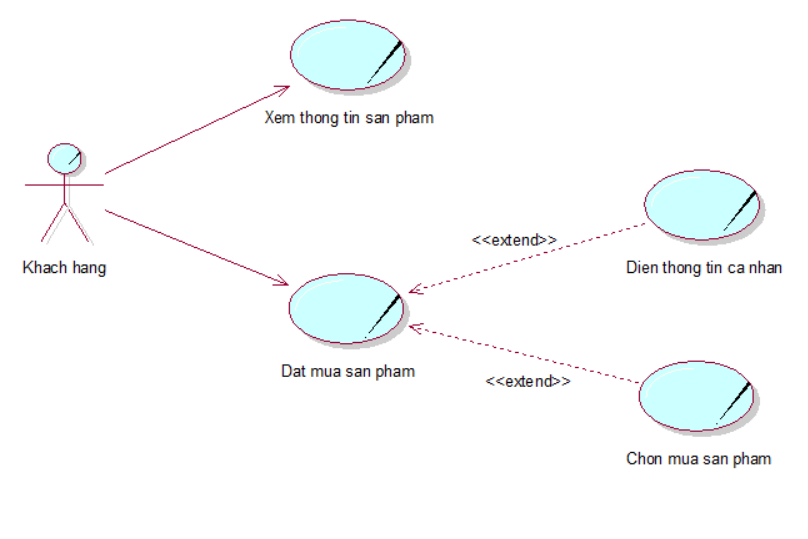 Xem thong tin san pham
Khach hang
<<extend>>
Dien thong tin ca nhan
Dat mua san pham
<<extend>>
Chon mua san pham